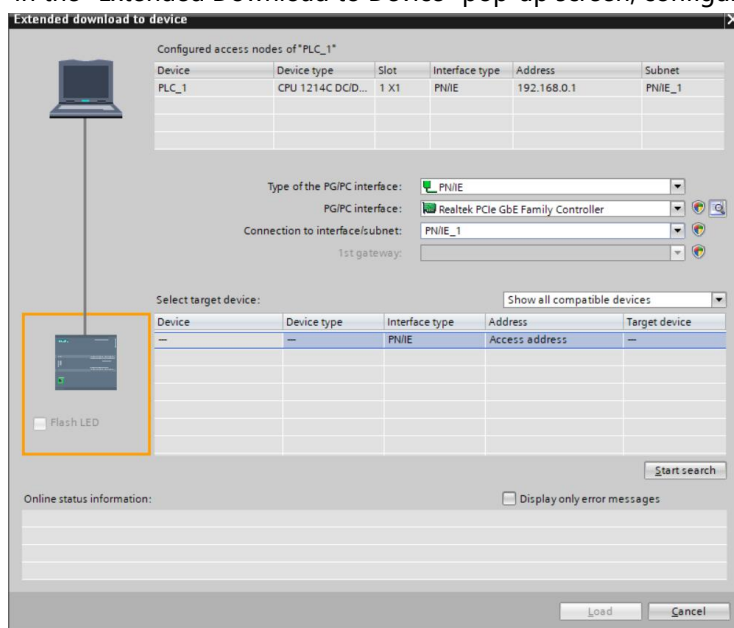 in the "Extended Download to Device" pop-up screen, configur
Extended download to device
Configured access nodes of "PLC_1"
Device Device type Slot Interface type Address Subnet
PLC_1 CPU 1214C DC/D... 1 X1 PN/IE 192.168.0.1 PN/IE_1
Type of the PG/PC interface: PN/IE
PG/PC interface: Realtek PCIe GbE Family Controller
Connection to interface/subnet: PN/IE_1
1st gateway:
Select target device: Show all compatible devices
Device Device type Interface type Address Target device
— — PN/IE Access address —
Flash LED
Start search
Online status information: Display only error messages
Load Cancel